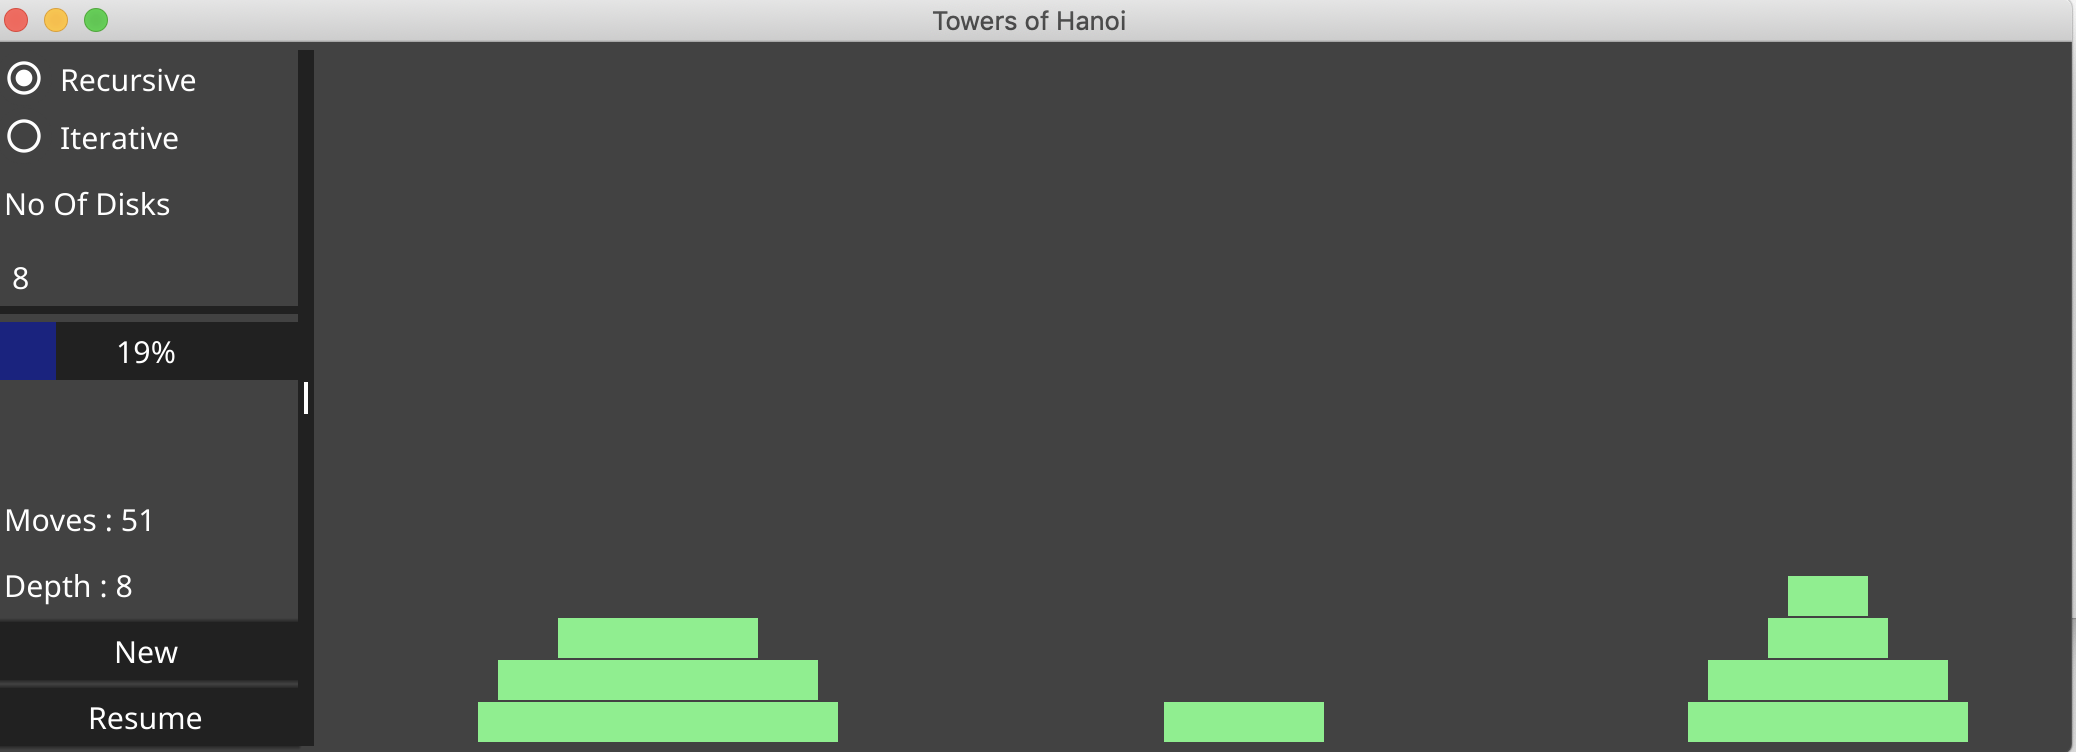 Towers of Hanoi
Recursive
Iterative
No Of Disks
8
19%
Moves : 51
Depth : 8
New
Resume